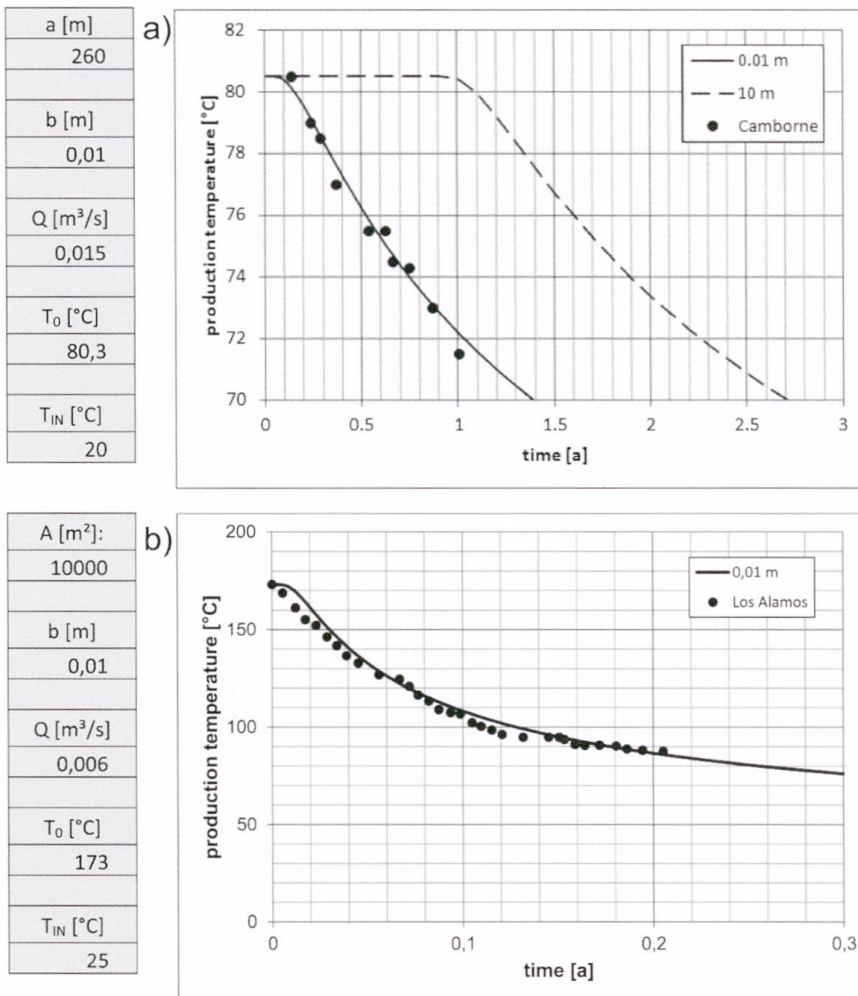 a [m]
260
b [m]
0,01
Q [m³/s]
0,015
T₀ [°C]
80,3
T_IN [°C]
20
a)
82
80
78
76
74
72
70
production temperature [°C]
0.01 m
10 m
Camborne
0 0.5 1 1.5 2 2.5 3
time [a]
A [m²]:
10000
b [m]
0,01
Q [m³/s]
0,006
T₀ [°C]
173
T_IN [°C]
25
b)
200
150
100
50
0
production temperature [°C]
0,01 m
Los Alamos
0 0,1 0,2 0,3
time [a]